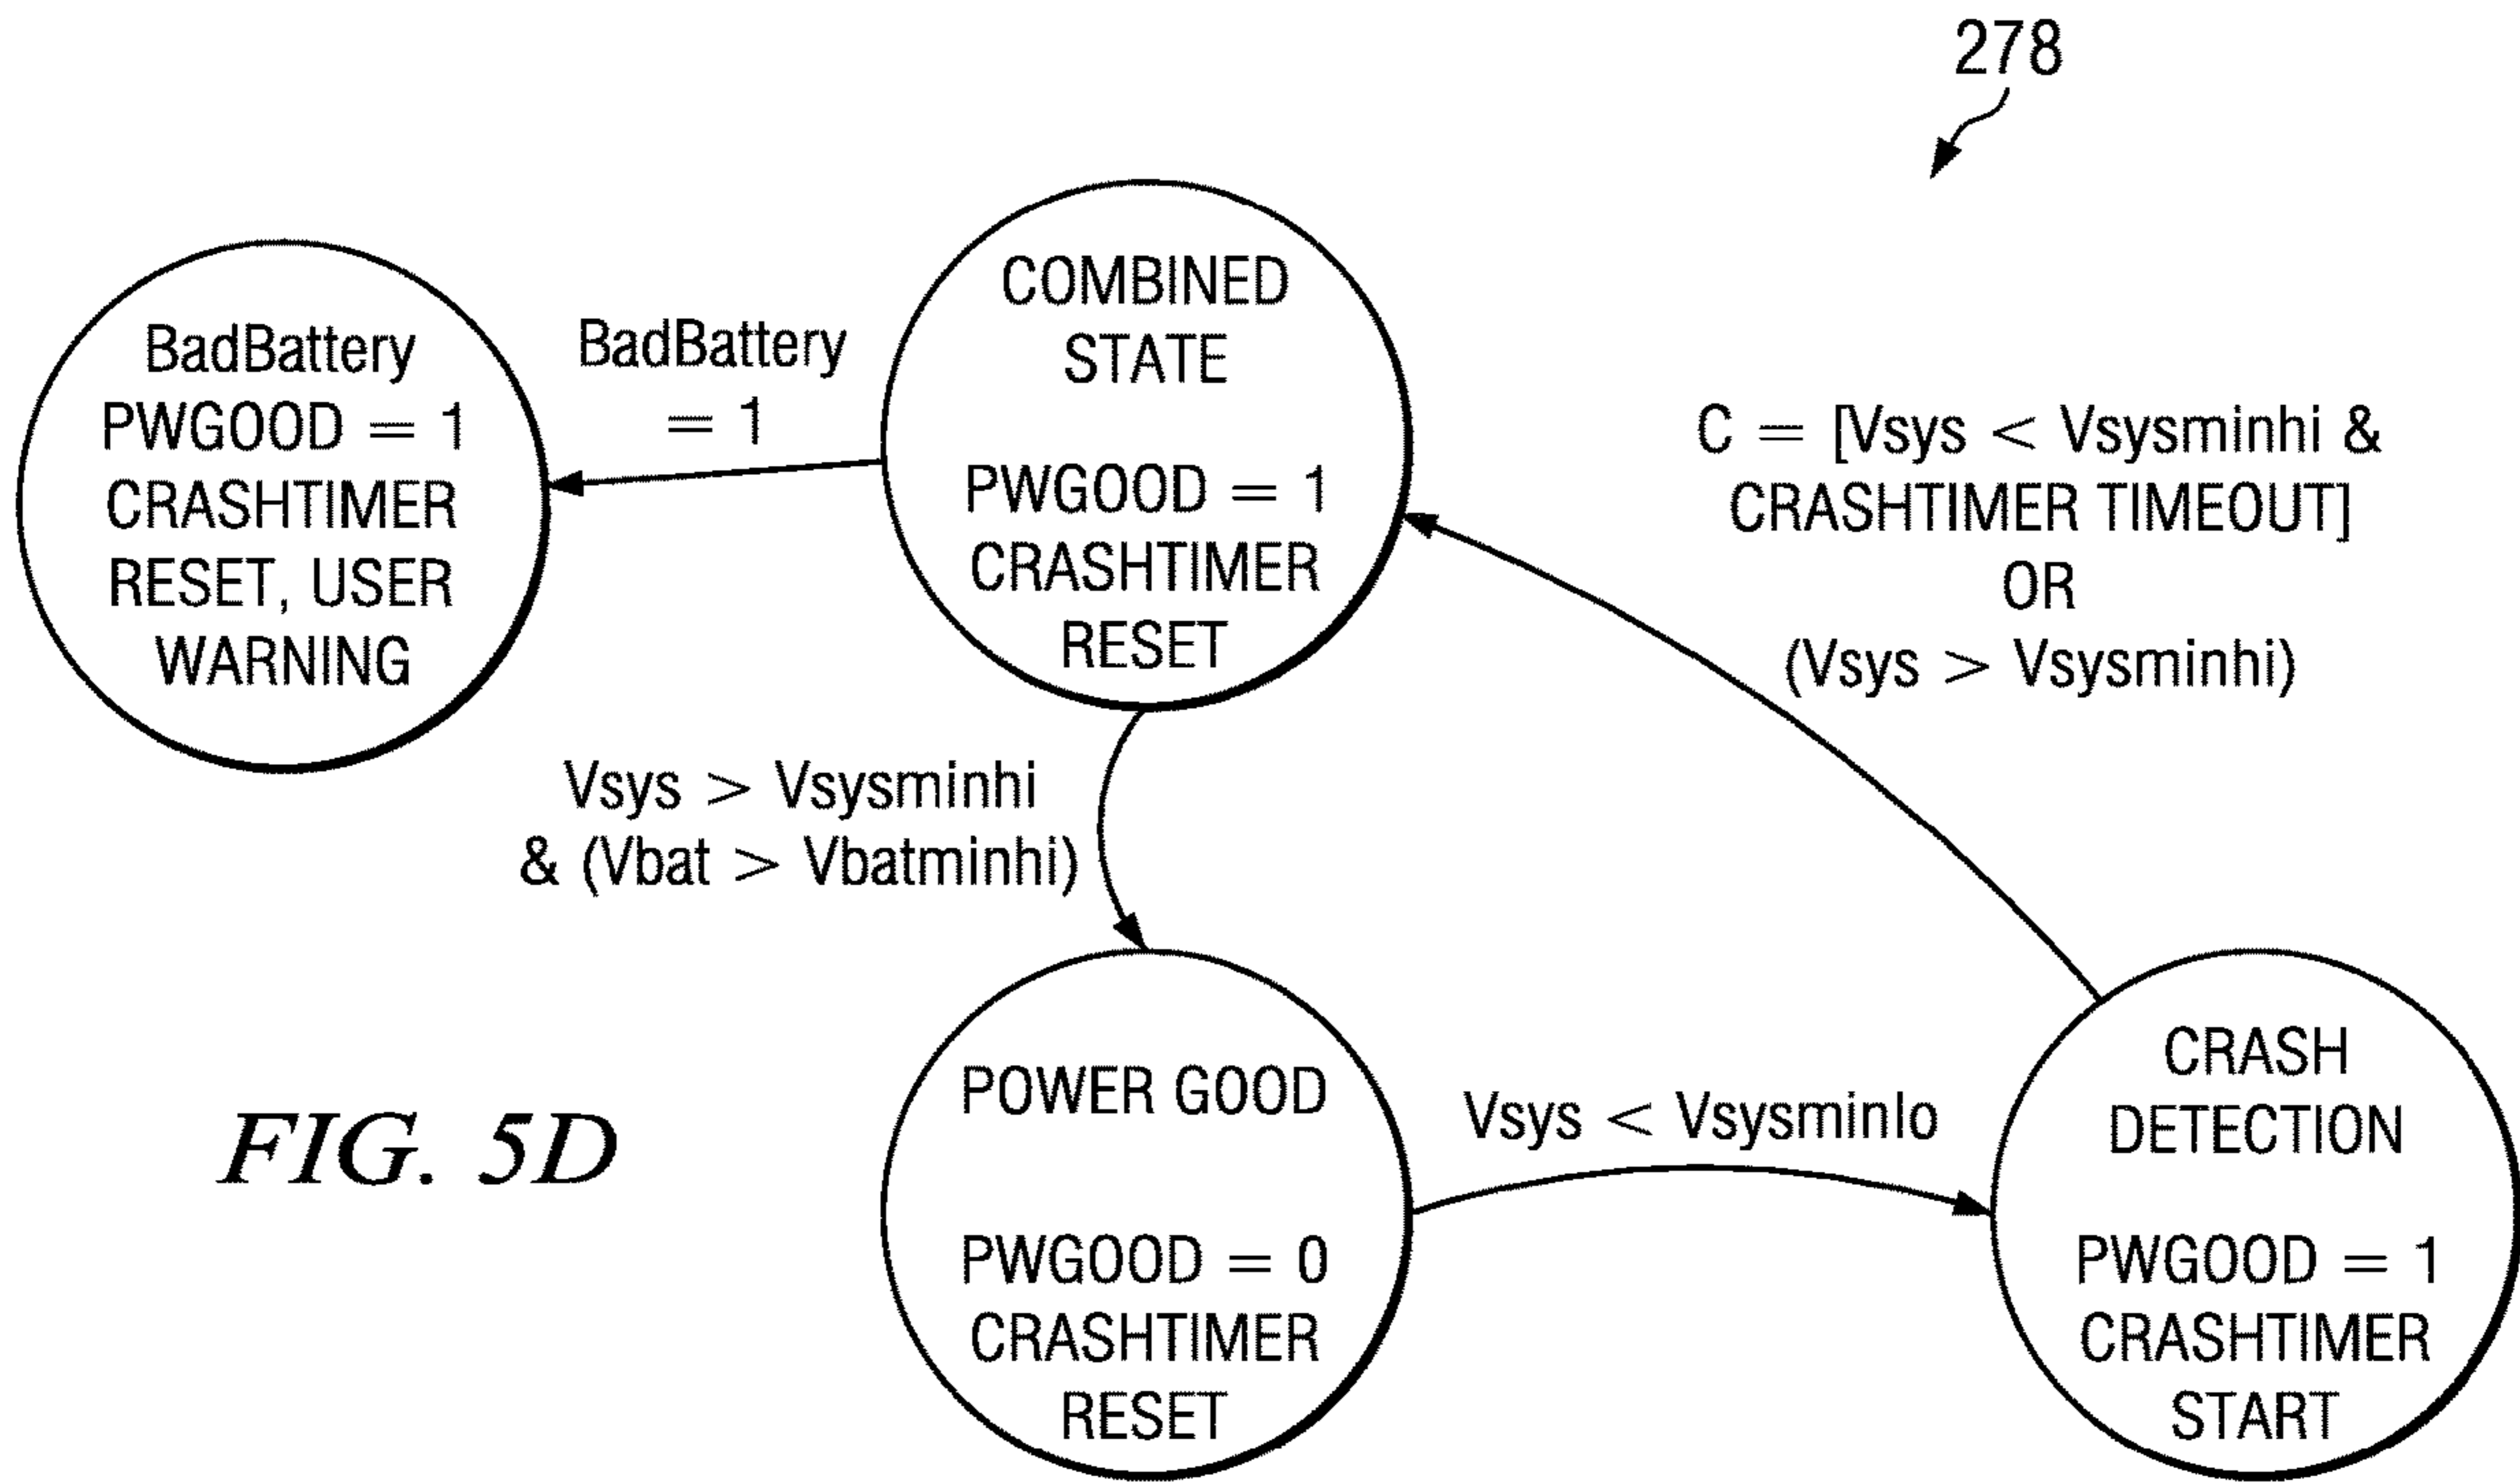 278
COMBINED
STATE
PWGOOD = 1
CRASHTIMER
RESET
BadBattery
= 1
BadBattery
PWGOOD = 1
CRASHTIMER
RESET, USER
WARNING
C = [Vsys < Vsysminhi &
CRASHTIMER TIMEOUT]
OR
(Vsys > Vsysminhi)
Vsys > Vsysminhi
& (Vbat > Vbatminhi)
POWER GOOD
PWGOOD = 0
CRASHTIMER
RESET
Vsys < Vsysminlo
CRASH
DETECTION
PWGOOD = 1
CRASHTIMER
START
FIG. 5D